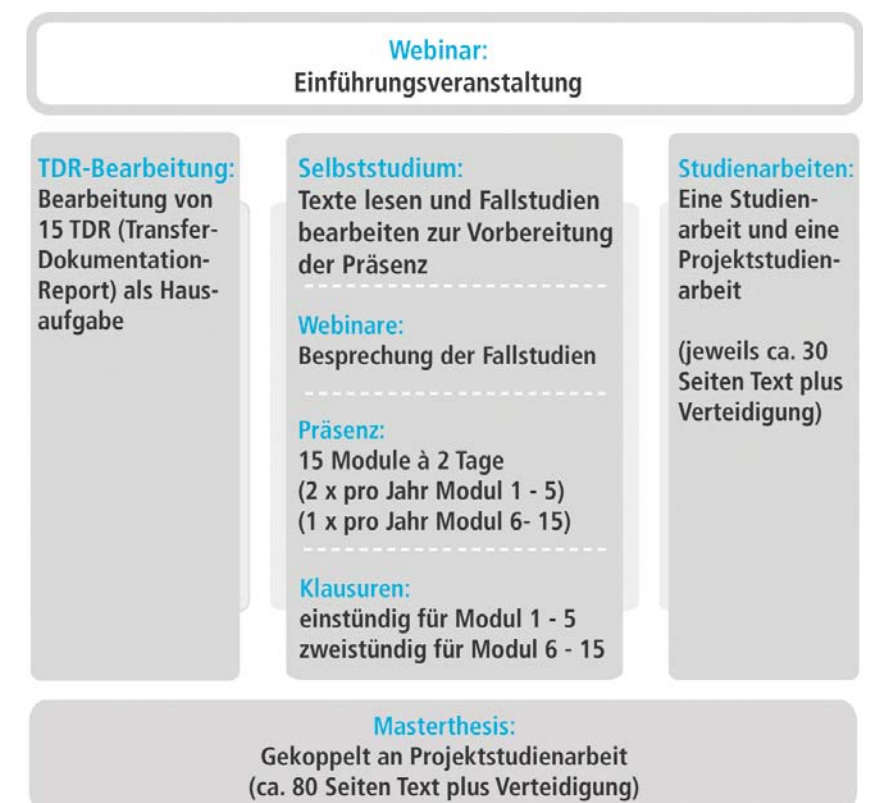 Webinar:
Einführungsveranstaltung
TDR-Bearbeitung:
Bearbeitung von
15 TDR (Transfer-
Dokumentation-
Report) als Haus-
aufgabe
Selbststudium:
Texte lesen und Fallstudien
bearbeiten zur Vorbereitung
der Präsenz
Webinare:
Besprechung der Fallstudien
Präsenz:
15 Module à 2 Tage
(2 x pro Jahr Modul 1 - 5)
(1 x pro Jahr Modul 6- 15)
Klausuren:
einstündig für Modul 1 - 5
zweistündig für Modul 6 - 15
Studienarbeiten:
Eine Studien-
arbeit und eine
Projektstudien-
arbeit
(jeweils ca. 30
Seiten Text plus
Verteidigung)
Masterthesis:
Gekoppelt an Projektstudienarbeit
(ca. 80 Seiten Text plus Verteidigung)